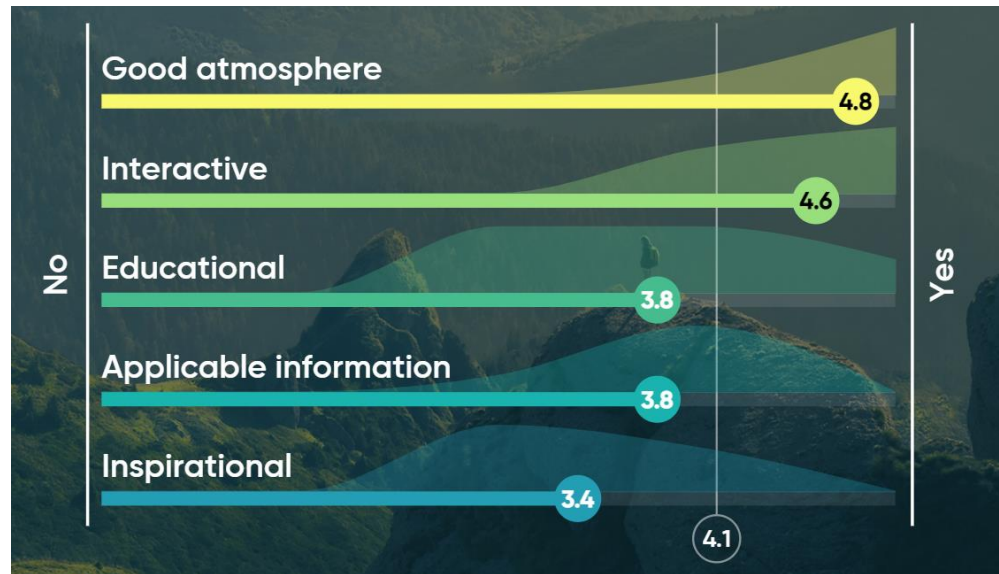 Good atmosphere
4.8
Interactive
4.6
No
Educational
Yes
3.8
Applicable information
3.8
Inspirational
3.4
4.1